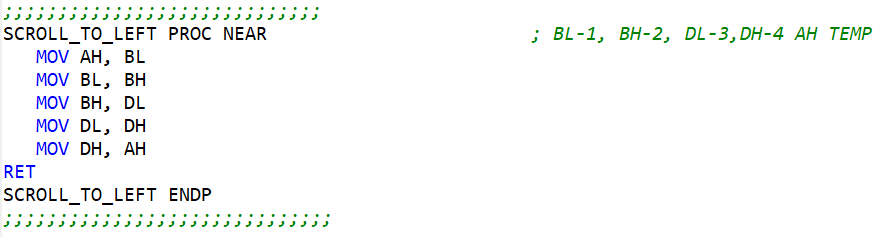 ;;;;;;;;;;;;;;;;;;;;;;;;;;;;;
SCROLL_TO_LEFT PROC NEAR ; BL-1, BH-2, DL-3,DH-4 AH TEMP
MOV AH, BL
MOV BL, BH
MOV BH, DL
MOV DL, DH
MOV DH, AH
RET
SCROLL_TO_LEFT ENDP
;;;;;;;;;;;;;;;;;;;;;;;;;;;;;;